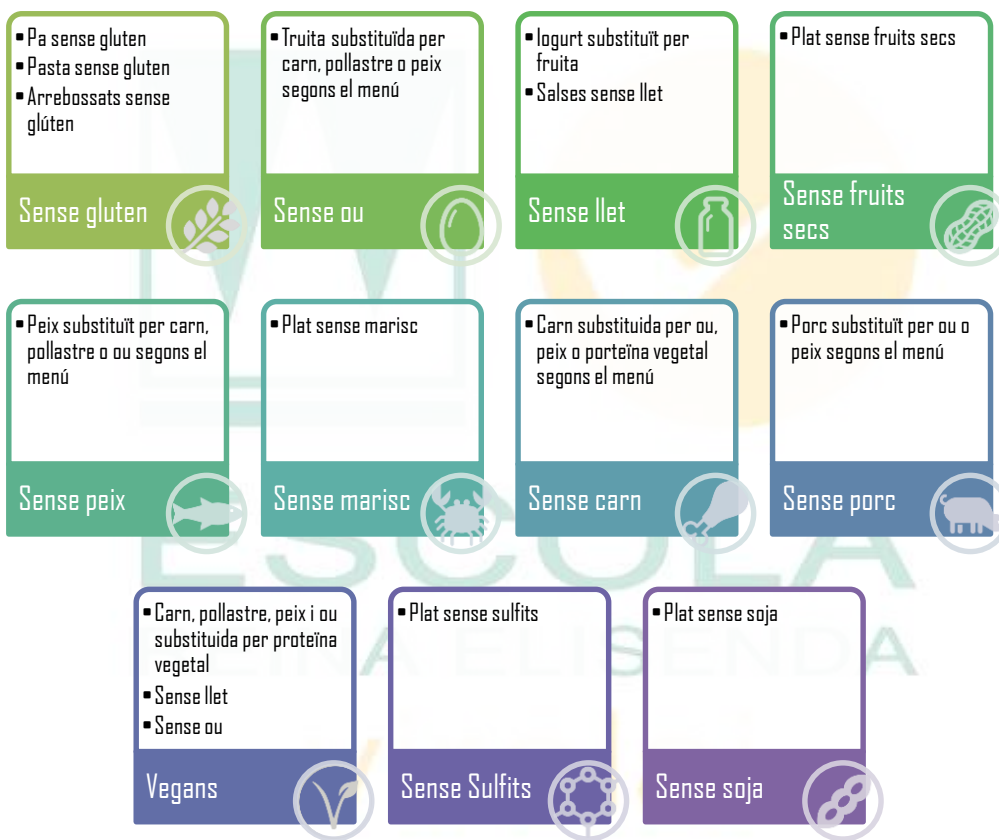 ▪ Pa sense gluten
▪ Pasta sense gluten
▪ Arrebossats sense
glúten
Sense gluten
▪ Truita substituïda per
carn, pollastre o peix
segons el menú
Sense ou
▪ Iogurt substituït per
fruita
▪ Salses sense llet
Sense llet
▪ Plat sense fruits secs
Sense fruits
secs
▪ Peix substituït per carn,
pollastre o ou segons el
menú
Sense peix
▪ Plat sense marisc
Sense marisc
▪ Carn substituida per ou,
peix o porteïna vegetal
segons el menú
Sense carn
▪ Porc substituït per ou o
peix segons el menú
Sense porc
ESCOLA
▪ Carn, pollastre, peix i ou
substituida per proteïna
vegetal
▪ Sense llet
▪ Sense ou
Vegans
▪ Plat sense sulfits
Sense Sulfits
▪ Plat sense soja
Sense soja
ELISENDA